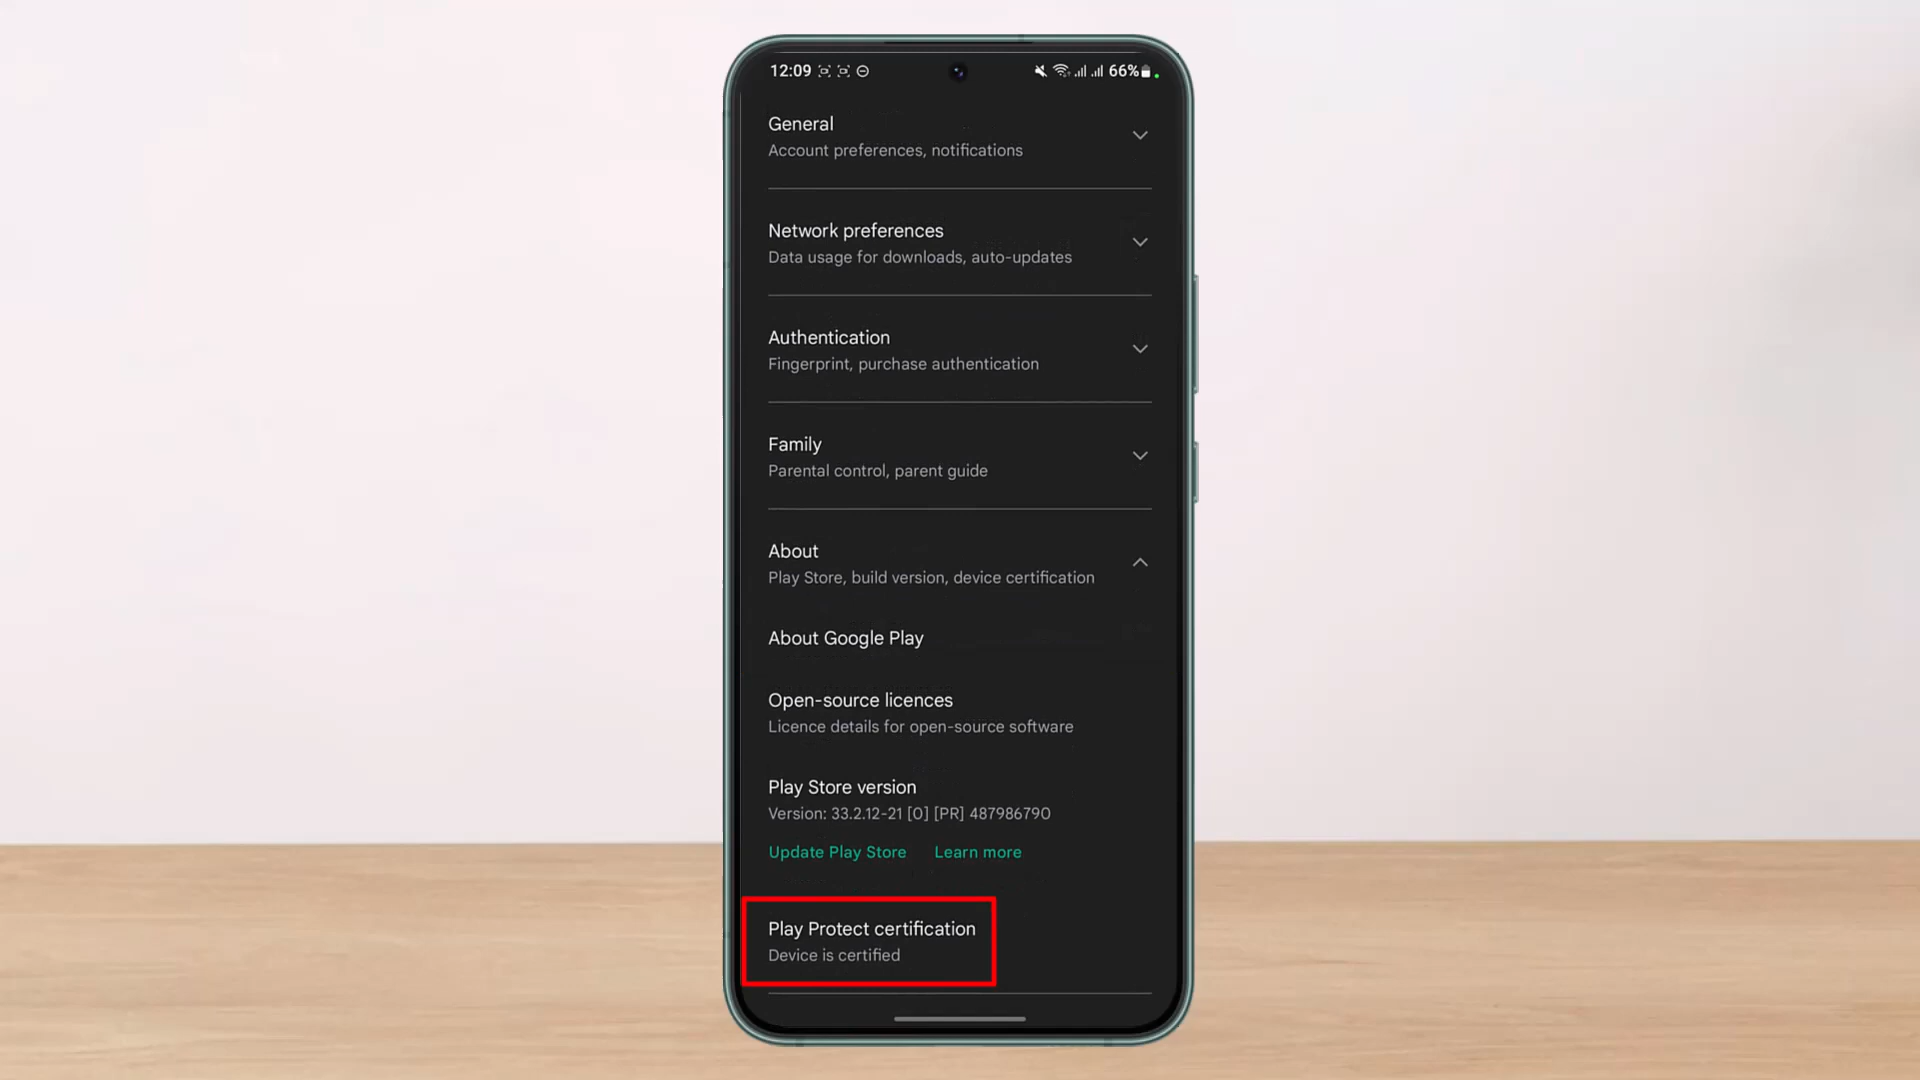 12:09 66%
General
Account preferences, notifications
Network preferences
Data usage for downloads, auto-updates
Authentication
Fingerprint, purchase authentication
Family
Parental control, parent guide
About
Play Store, build version, device certification
About Google Play
Open-source licences
Licence details for open-source software
Play Store version
Version: 33.2.12-21 [0] [PR] 487986790
Update Play Store Learn more
Play Protect certification
Device is certified